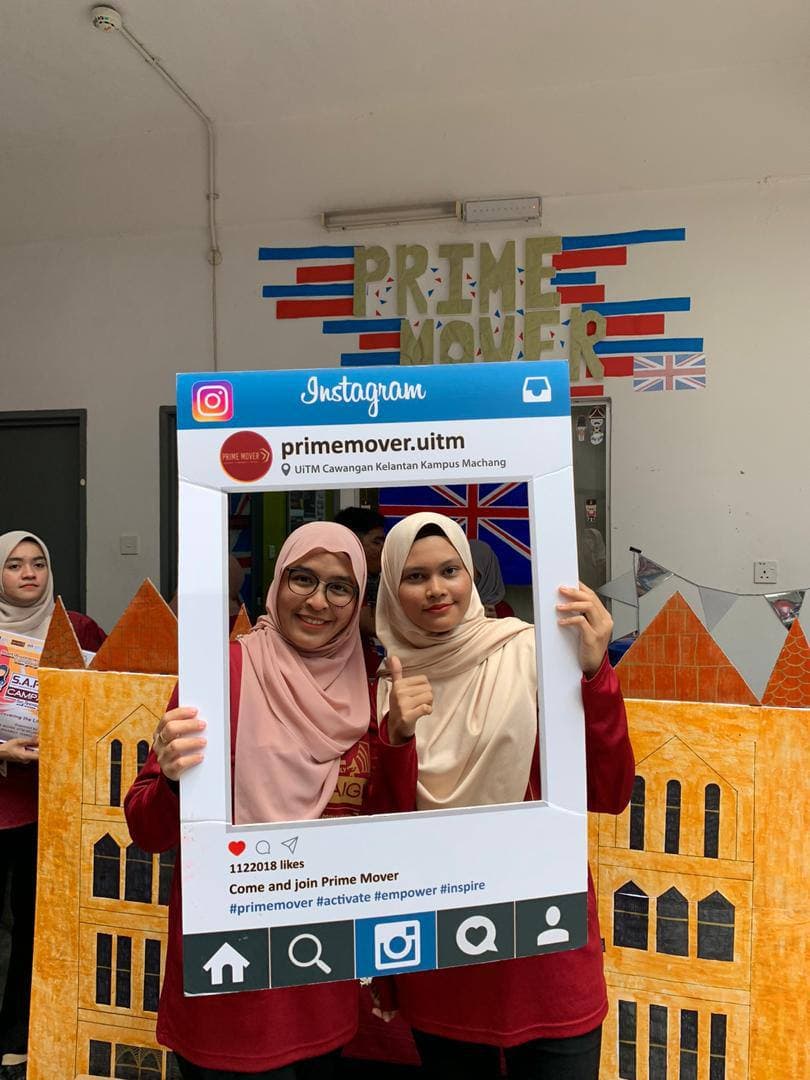 PRIME
MOVER
Instagram
PRIME MOVER
primemover.uitm
UiTM Cawangan Kelantan Kampus Machang
1122018 likes
Come and join Prime Mover
#primemover #activate #empower #inspire